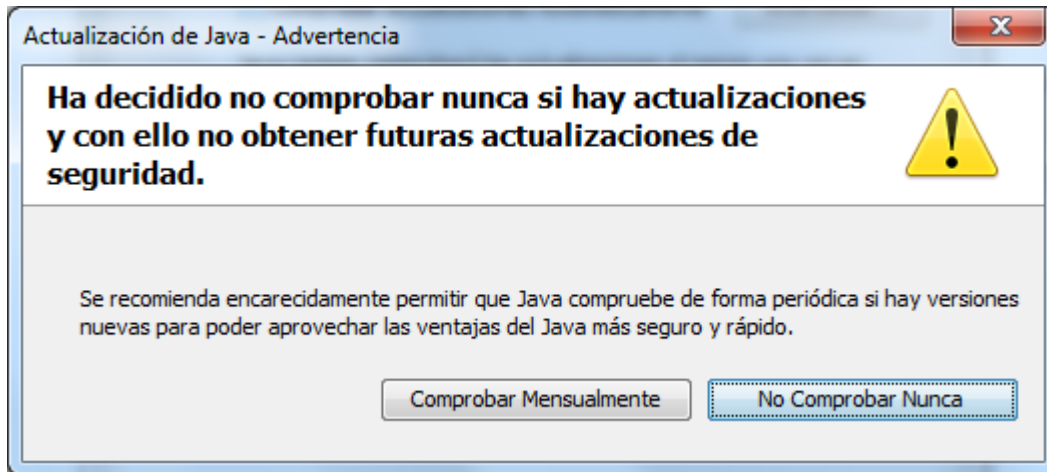 Actualización de Java - Advertencia
Ha decidido no comprobar nunca si hay actualizaciones
y con ello no obtener futuras actualizaciones de
seguridad.
Se recomienda encarecidamente permitir que Java compruebe de forma periódica si hay versiones
nuevas para poder aprovechar las ventajas del Java más seguro y rápido.
Comprobar Mensualmente
No Comprobar Nunca